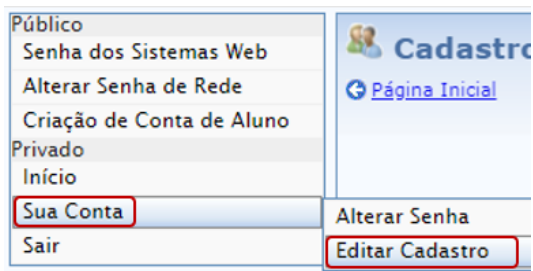 Público
Senha dos Sistemas Web
Alterar Senha de Rede
Criação de Conta de Aluno
Privado
Início
Sua Conta
Sair
Cadastro
Página Inicial
Alterar Senha
Editar Cadastro